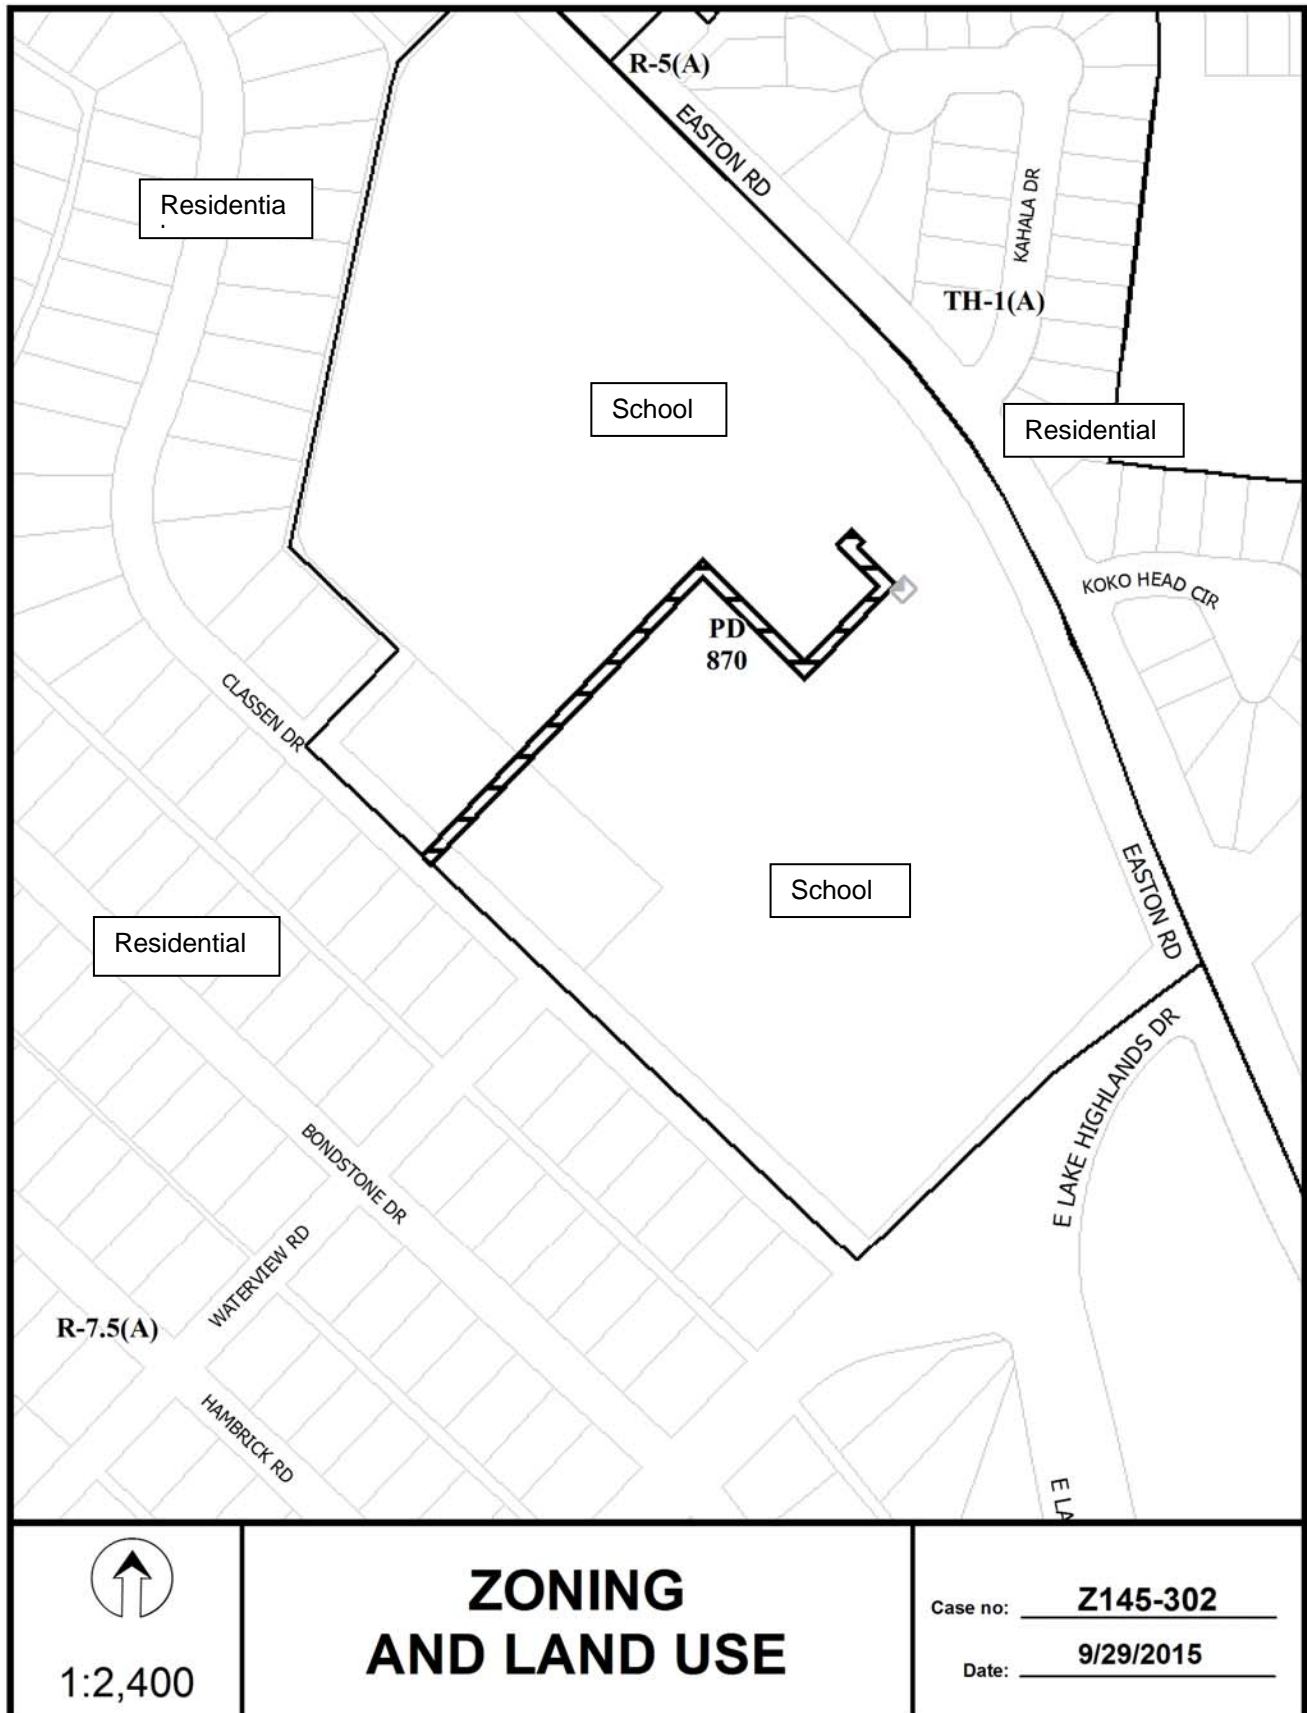 R-5(A)
EASTON RD
KAHALA DR
Residentia
TH-1(A)
School
Residential
KOKO HEAD CIR
PD
870
CLASSEN DR
EASTON RD
School
Residential
E LAKE HIGHLANDS DR
BONDSTONE DR
WATERVIEW RD
R-7.5(A)
HAMBRICK RD
E LA
1:2,400
ZONING
AND LAND USE
Case no: Z145-302
Date: 9/29/2015